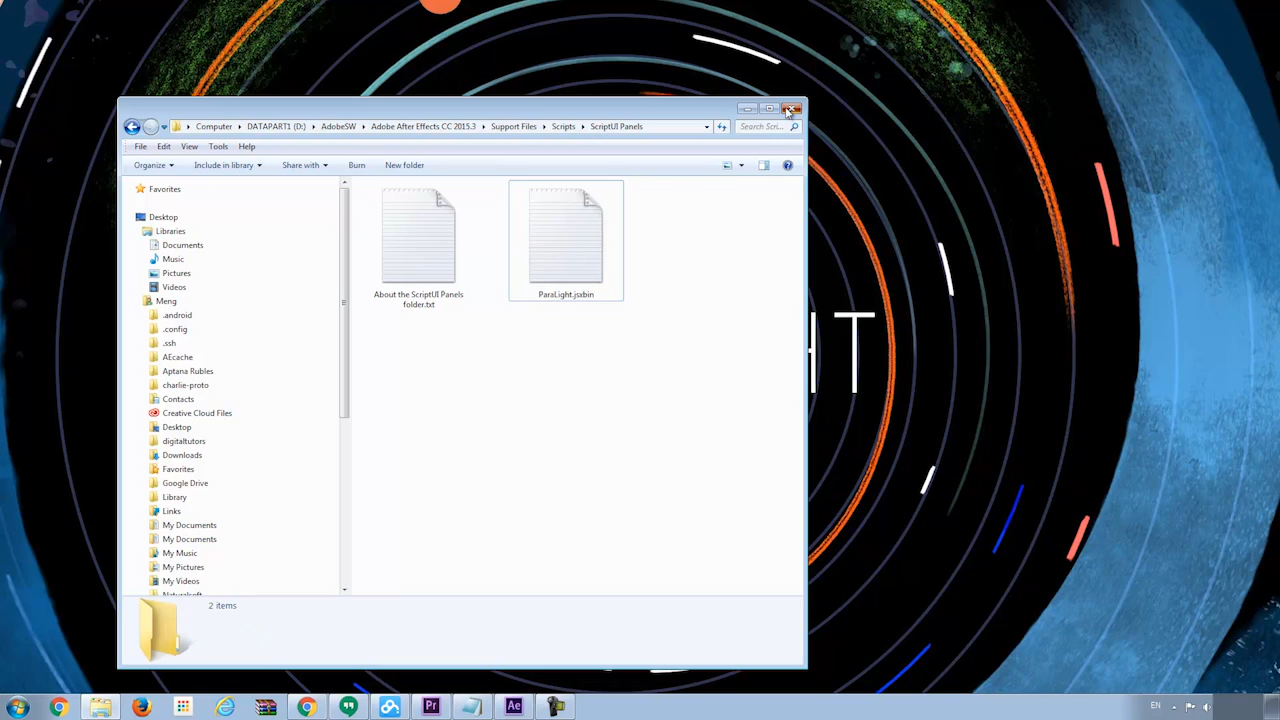 Computer ▸ DATAPART1 (D:) ▸ AdobeSW ▸ Adobe After Effects CC 2015.3 ▸ Support Files ▸ Scripts ▸ ScriptUI Panels
Search Scri...
File Edit View Tools Help
Organize Include in library Share with Burn New folder
Favorites
Desktop
Libraries
Documents
Music
Pictures
Videos
Meng
.android
.config
.ssh
AEcache
Aptana Rubles
charlie-proto
Contacts
Creative Cloud Files
Desktop
digitaltutors
Downloads
Favorites
Google Drive
Library
Links
My Documents
My Documents
My Music
My Pictures
My Videos
About the ScriptUI Panels
folder.txt
ParaLight.jsxbin
T
2 items
Pr
Ae
EN